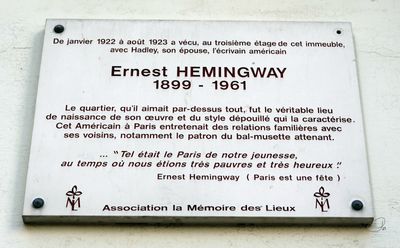 De janvier 1922 à août 1923 a vécu, au troisième étage de cet immeuble,
avec Hadley, son épouse, l'écrivain américain
Ernest HEMINGWAY
1899 - 1961
Le quartier, qu'il aimait par-dessus tout, fut le véritable lieu
de naissance de son œuvre et du style dépouillé qui la caractérise.
Cet Américain à Paris entretenait des relations familières avec
ses voisins, notamment le patron du bal-musette attenant.
... “Tel était le Paris de notre jeunesse,
au temps où nous étions très pauvres et très heureux”.
Ernest Hemingway ( Paris est une fête )
Association la Mémoire des Lieux